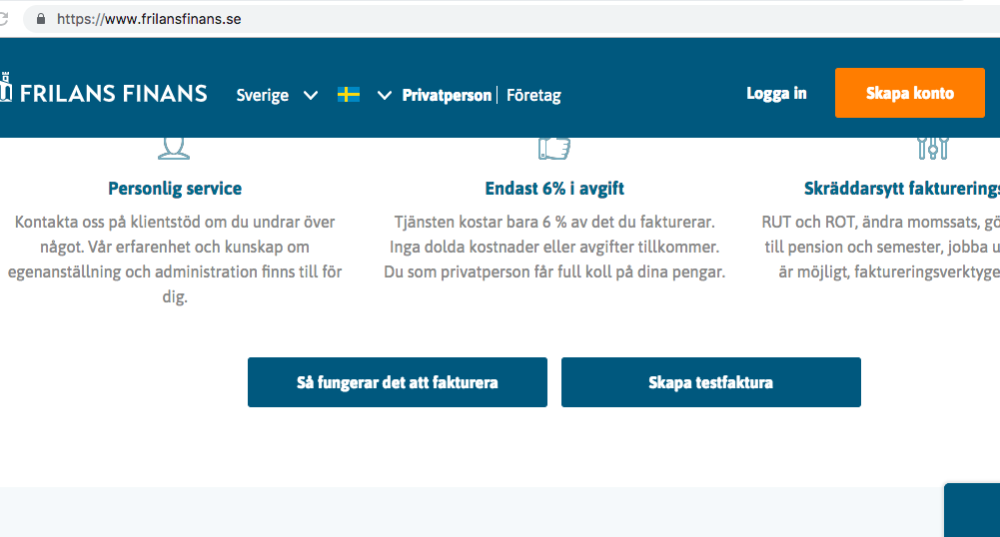 https://www.frilansfinans.se
FRILANS FINANS Sverige Privatperson | Företag Logga in Skapa konto
Personlig service
Kontakta oss på klientstöd om du undrar över
något. Vår erfarenhet och kunskap om
egenanställning och administration finns till för
dig.
Endast 6% i avgift
Tjänsten kostar bara 6 % av det du fakturerar.
Inga dolda kostnader eller avgifter tillkommer.
Du som privatperson får full koll på dina pengar.
Skräddarsytt fakturerings
RUT och ROT, ändra momssats, gö
till pension och semester, jobba u
är möjligt, faktureringsverktyge
Så fungerar det att fakturera
Skapa testfaktura